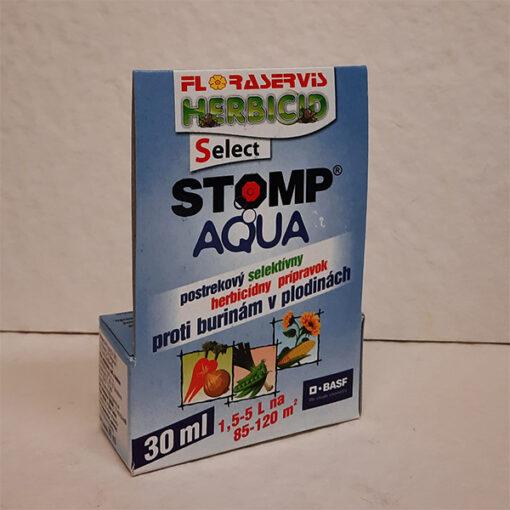 FLORASERVIS
HERBICID
Select
STOMP®
AQUA
postrekový selektívny
herbicídny prípravok
proti burinám v plodinách
BASF
30 ml
1,5-5 L na
85-120 m²